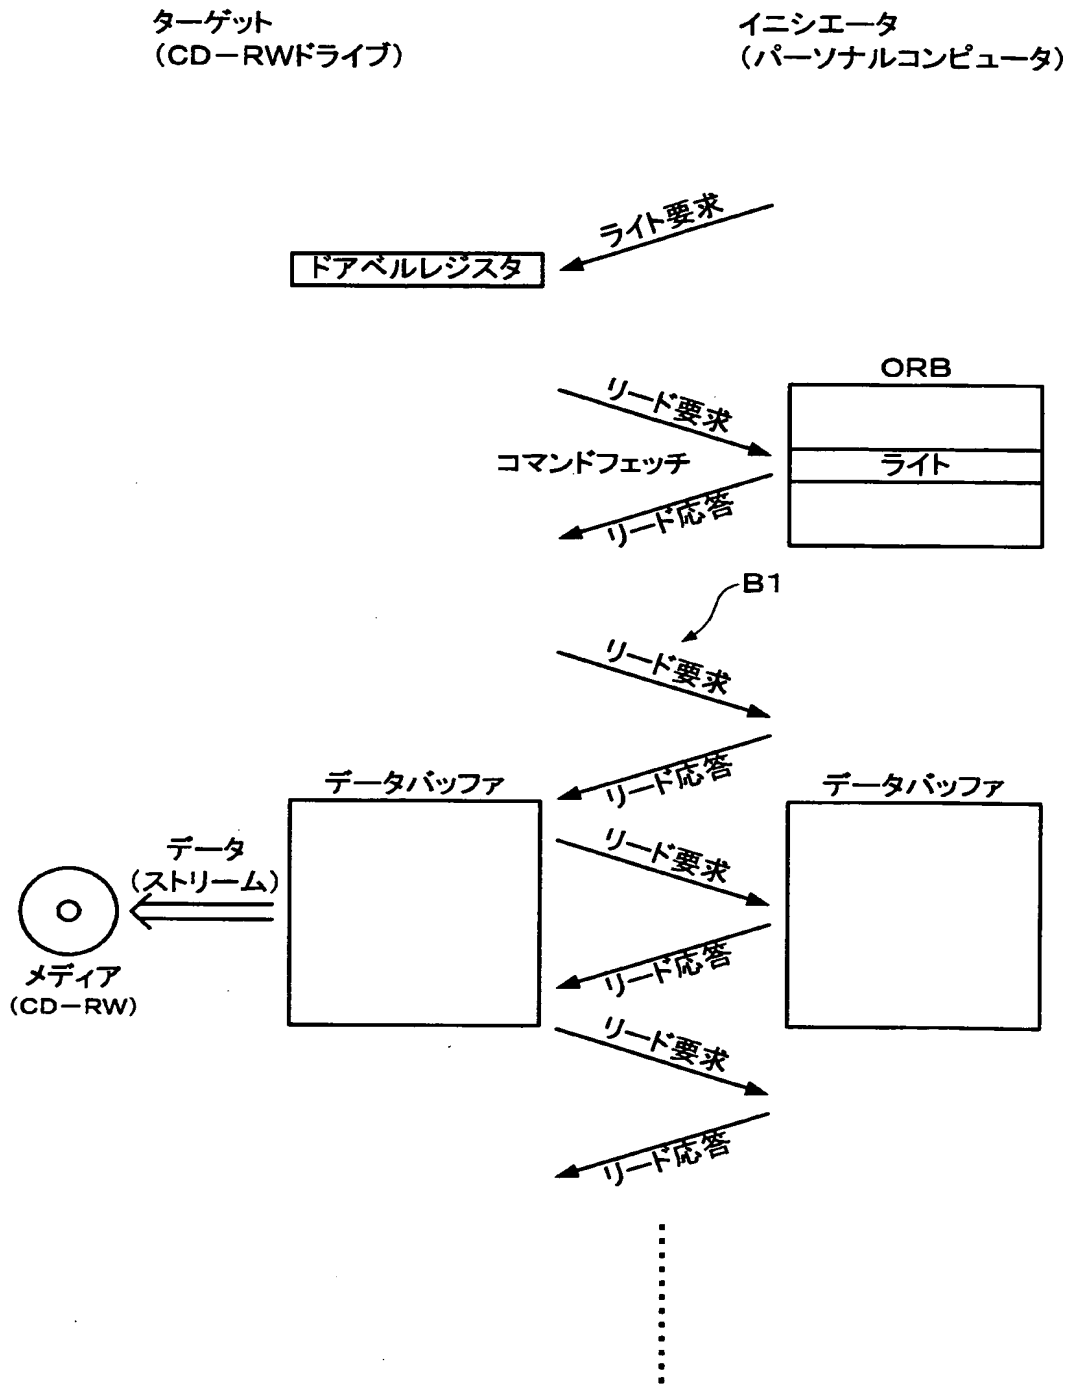 ターゲット
(CD-RWドライブ)
イニシエータ
(パーソナルコンピュータ)
ライト要求
ドアベルレジスタ
ORB
リード要求
コマンドフェッチ
ライト
リード応答
B1
リード要求
リード応答
データバッファ
データバッファ
リード要求
データ
(ストリーム)
リード応答
メディア
(CD-RW)
リード要求
リード応答